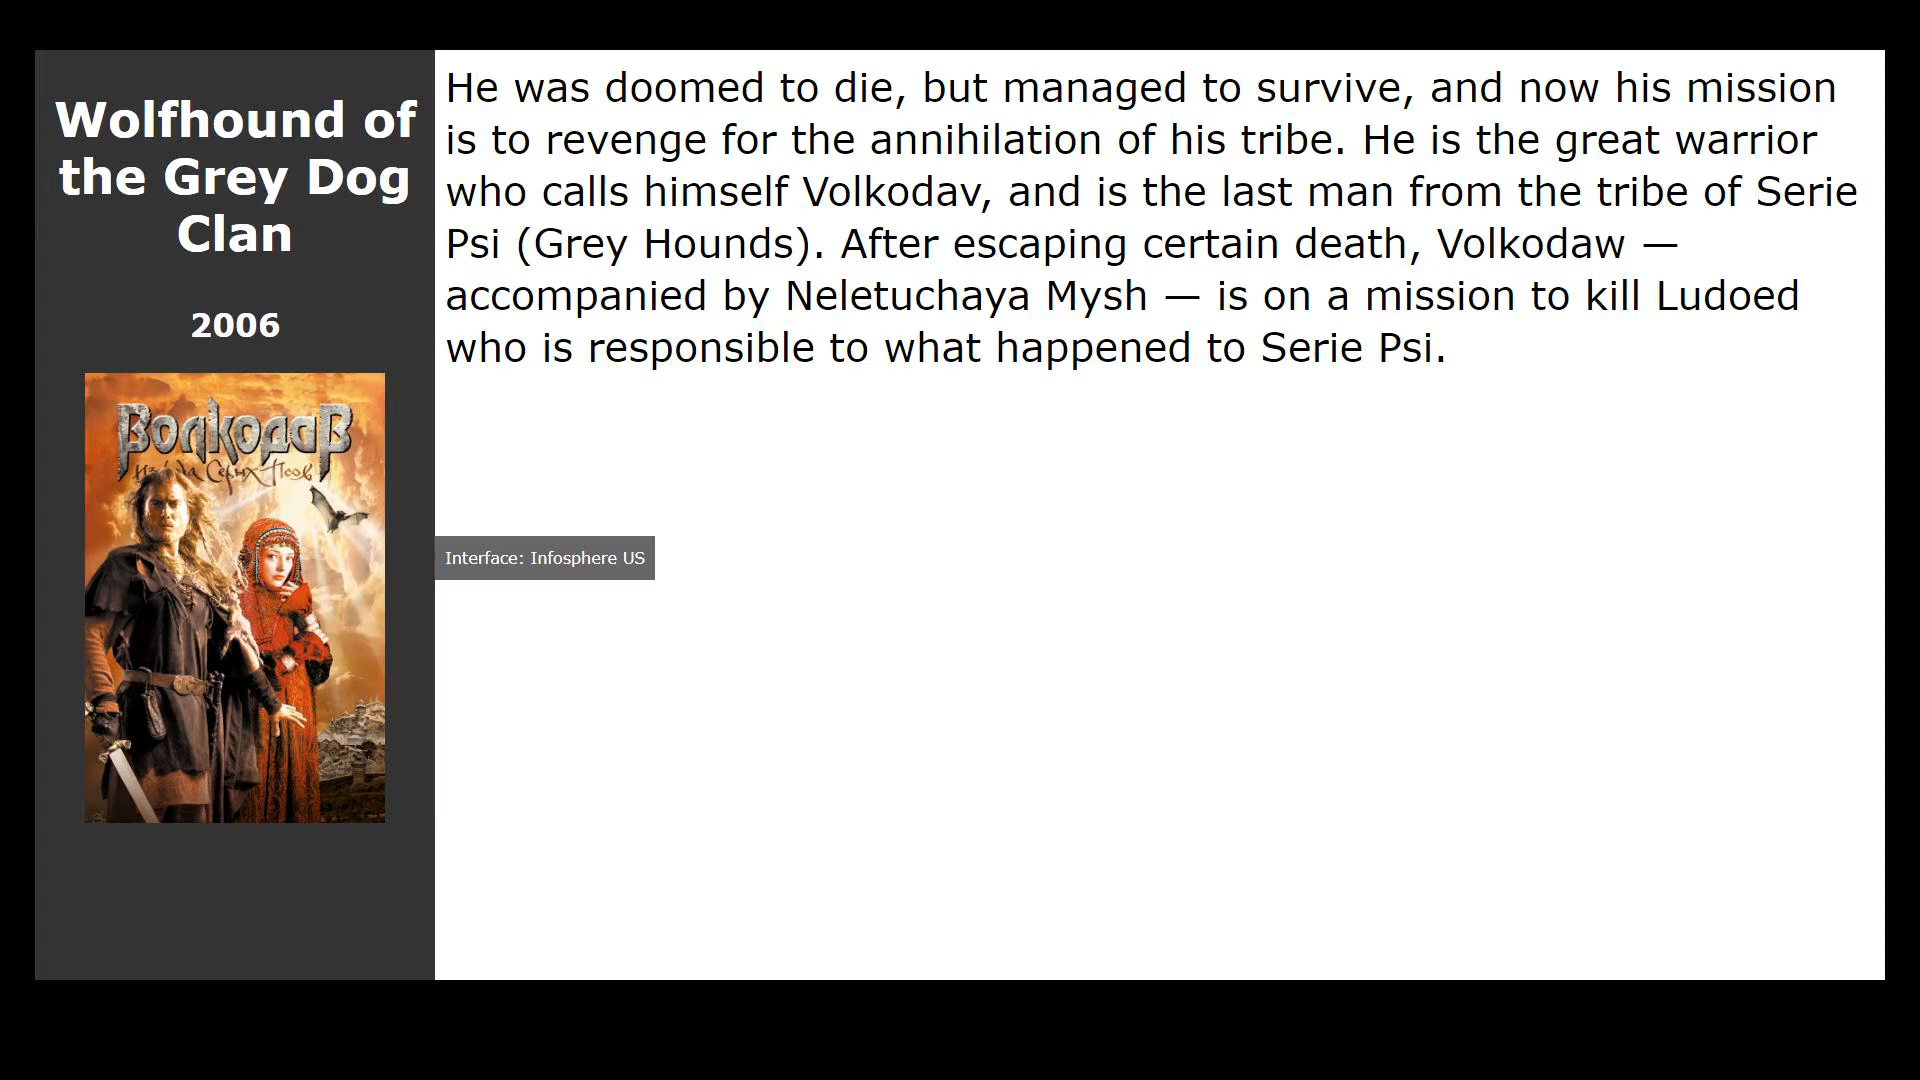 Wolfhound of
the Grey Dog
Clan
2006
Волкодав
из рода Серых Псов
He was doomed to die, but managed to survive, and now his mission
is to revenge for the annihilation of his tribe. He is the great warrior
who calls himself Volkodav, and is the last man from the tribe of Serie
Psi (Grey Hounds). After escaping certain death, Volkodaw —
accompanied by Neletuchaya Mysh — is on a mission to kill Ludoed
who is responsible to what happened to Serie Psi.
Interface: Infosphere US